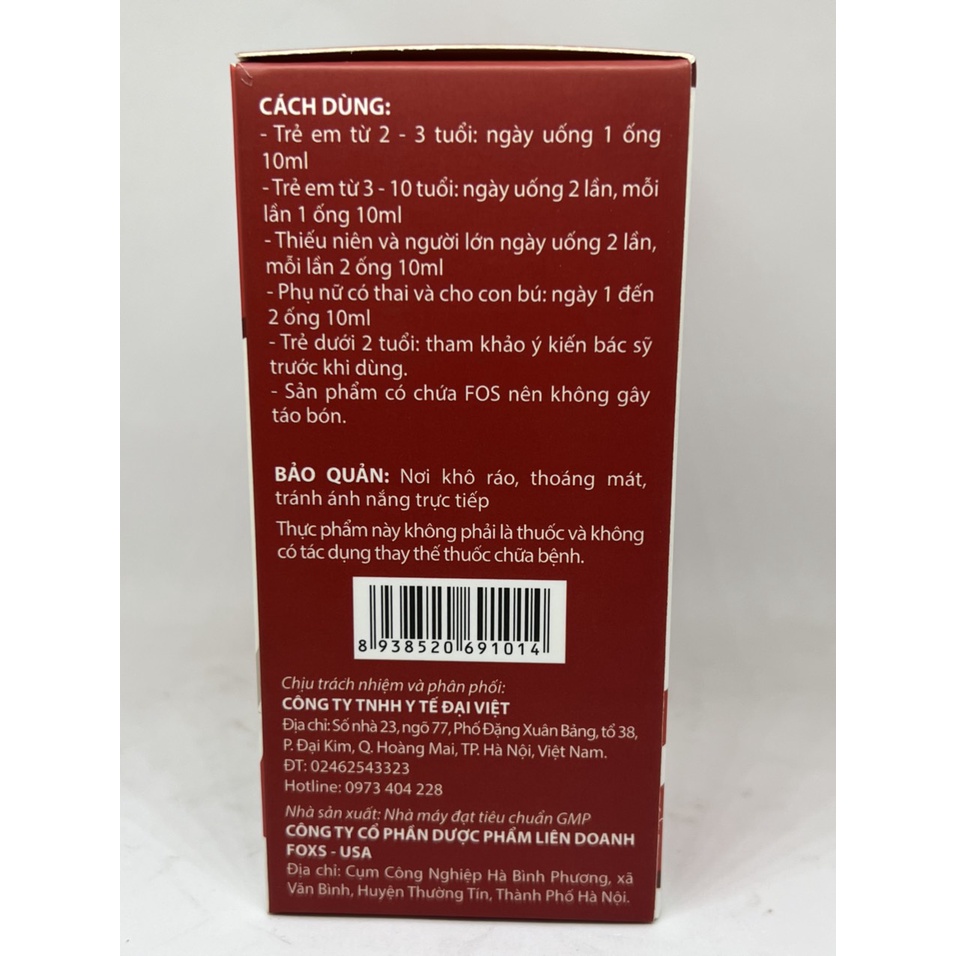 CÁCH DÙNG:
- Trẻ em từ 2 - 3 tuổi: ngày uống 1 ống
10ml
- Trẻ em từ 3 - 10 tuổi: ngày uống 2 lần, mỗi
lần 1 ống 10ml
- Thiếu niên và người lớn ngày uống 2 lần,
mỗi lần 2 ống 10ml
- Phụ nữ có thai và cho con bú: ngày 1 đến
2 ống 10ml
- Trẻ dưới 2 tuổi: tham khảo ý kiến bác sỹ
trước khi dùng.
- Sản phẩm có chứa FOS nên không gây
táo bón.
BẢO QUẢN: Nơi khô ráo, thoáng mát,
tránh ánh nắng trực tiếp
Thực phẩm này không phải là thuốc và không
có tác dụng thay thế thuốc chữa bệnh.
8 938520 691014
Chịu trách nhiệm và phân phối:
CÔNG TY TNHH Y TẾ ĐẠI VIỆT
Địa chỉ: Số nhà 23, ngõ 77, Phố Đặng Xuân Bảng, tổ 38,
P. Đại Kim, Q. Hoàng Mai, TP. Hà Nội, Việt Nam.
ĐT: 02462543323
Hotline: 0973 404 228
Nhà sản xuất: Nhà máy đạt tiêu chuẩn GMP
CÔNG TY CỔ PHẦN DƯỢC PHẨM LIÊN DOANH
FOXS - USA
Địa chỉ: Cụm Công Nghiệp Hà Bình Phương, xã
Văn Bình, Huyện Thường Tín, Thành Phố Hà Nội.